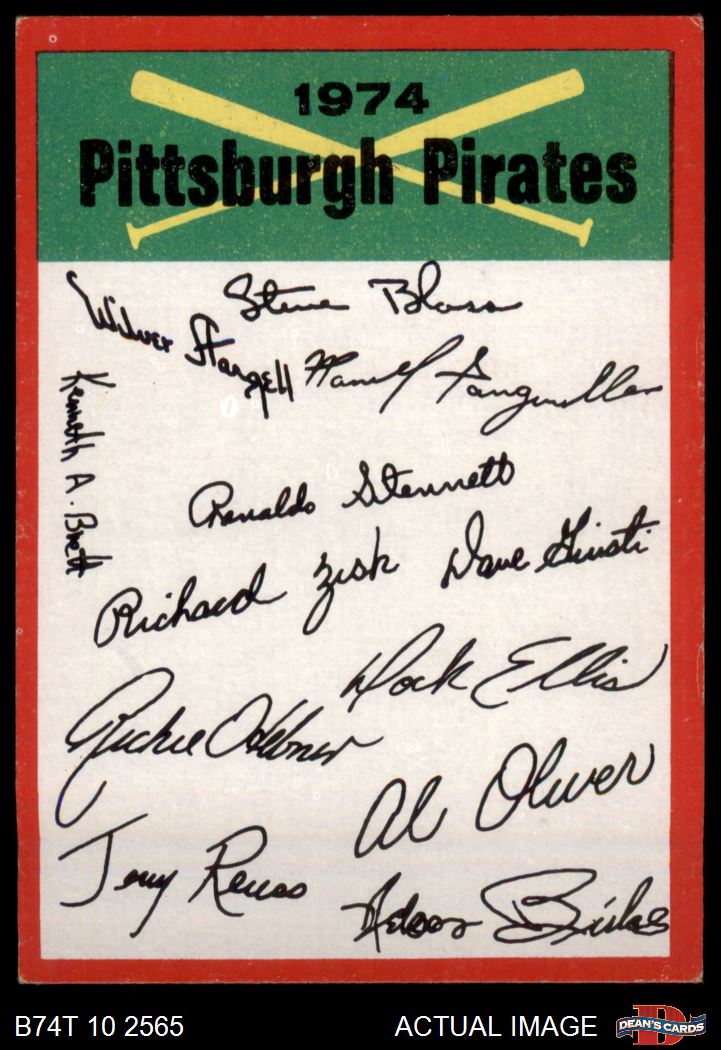 1974
Pittsburgh Pirates
Steve Blass
Wilver Stargell
Manuel Sanguillen
Kenneth A. Brett
Renaldo Stennett
Richard Zisk
Dave Giusti
Dock Ellis
Richie Hebner
Al Oliver
Jerry Reuss
B74T 10 2565
ACTUAL IMAGE
D
DEAN'S CARDS